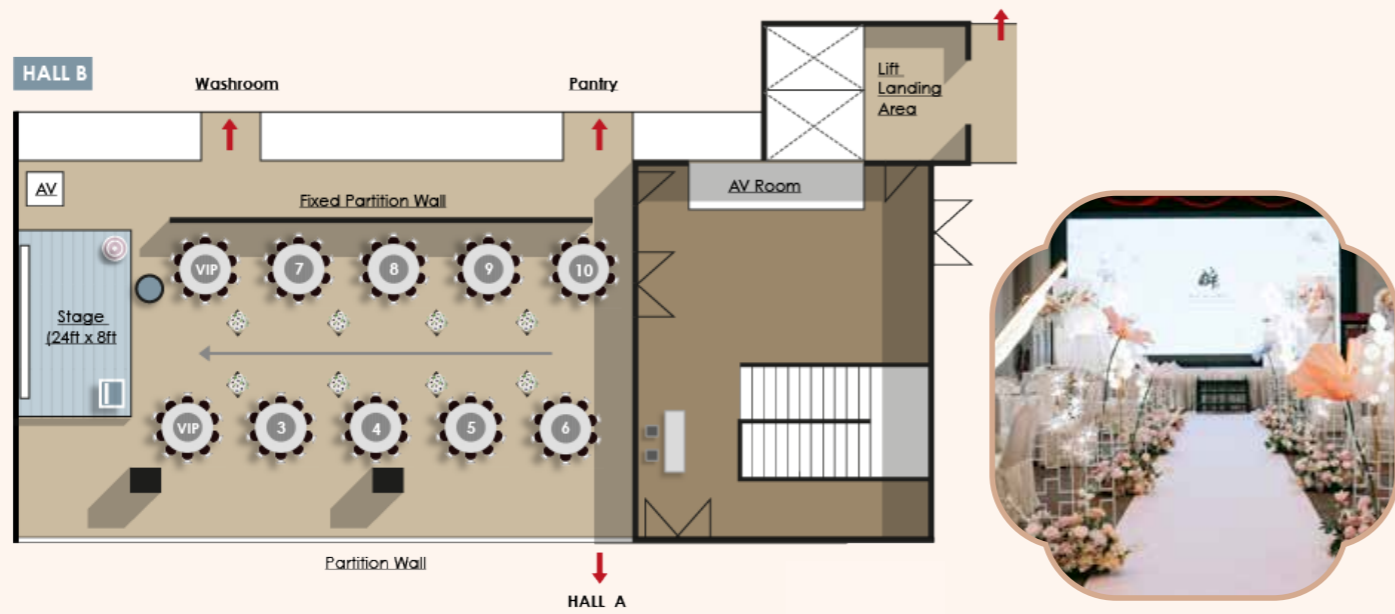 HALL B
Washroom
Pantry
Lift
Landing
Area
AV
Fixed Partition Wall
AV Room
VIP
7
8
9
10
Stage
(24ft x 8ft
VIP
3
4
5
6
Partition Wall
HALL A